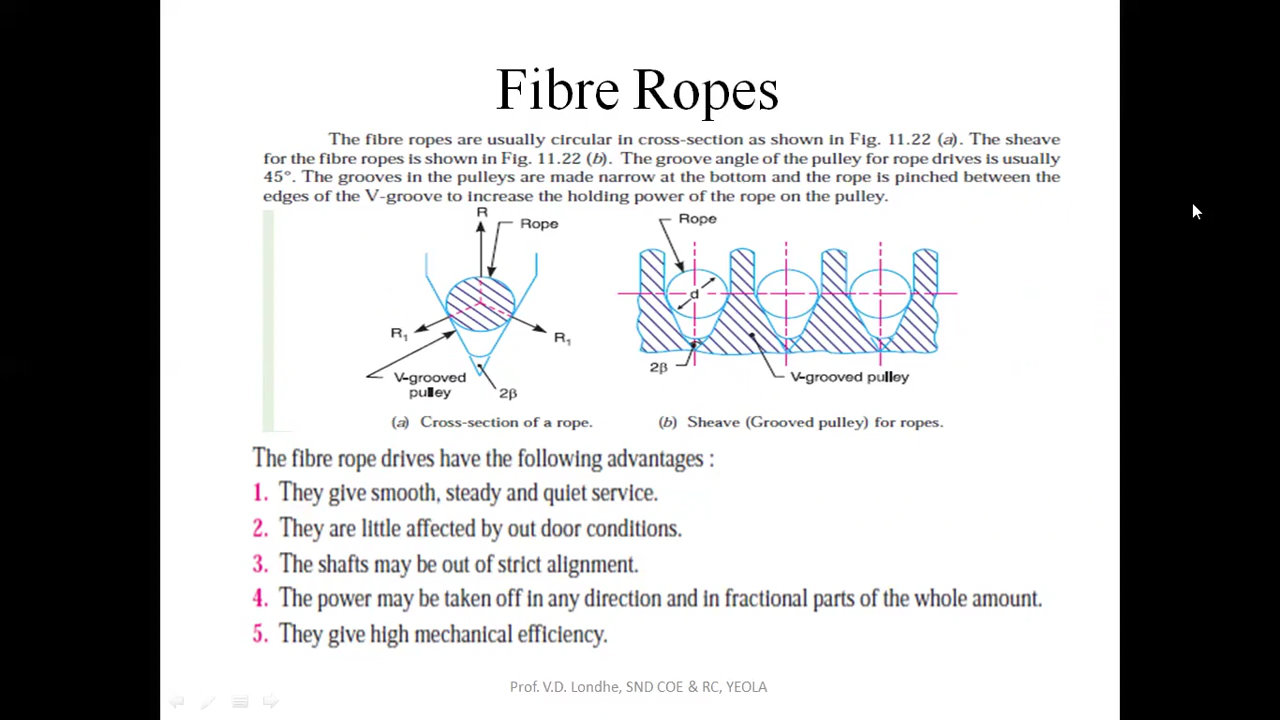 Fibre Ropes
The fibre ropes are usually circular in cross-section as shown in Fig. 11.22 (a). The sheave
for the fibre ropes is shown in Fig. 11.22 (b). The groove angle of the pulley for rope drives is usually
45°. The grooves in the pulleys are made narrow at the bottom and the rope is pinched between the
edges of the V-groove to increase the holding power of the rope on the pulley.
R
Rope
R1
R1
V-grooved
pulley
2β
(a) Cross-section of a rope.
Rope
d
2β
V-grooved pulley
(b) Sheave (Grooved pulley) for ropes.
The fibre rope drives have the following advantages :
1. They give smooth, steady and quiet service.
2. They are little affected by out door conditions.
3. The shafts may be out of strict alignment.
4. The power may be taken off in any direction and in fractional parts of the whole amount.
5. They give high mechanical efficiency.
Prof. V.D. Londhe, SND COE & RC, YEOLA